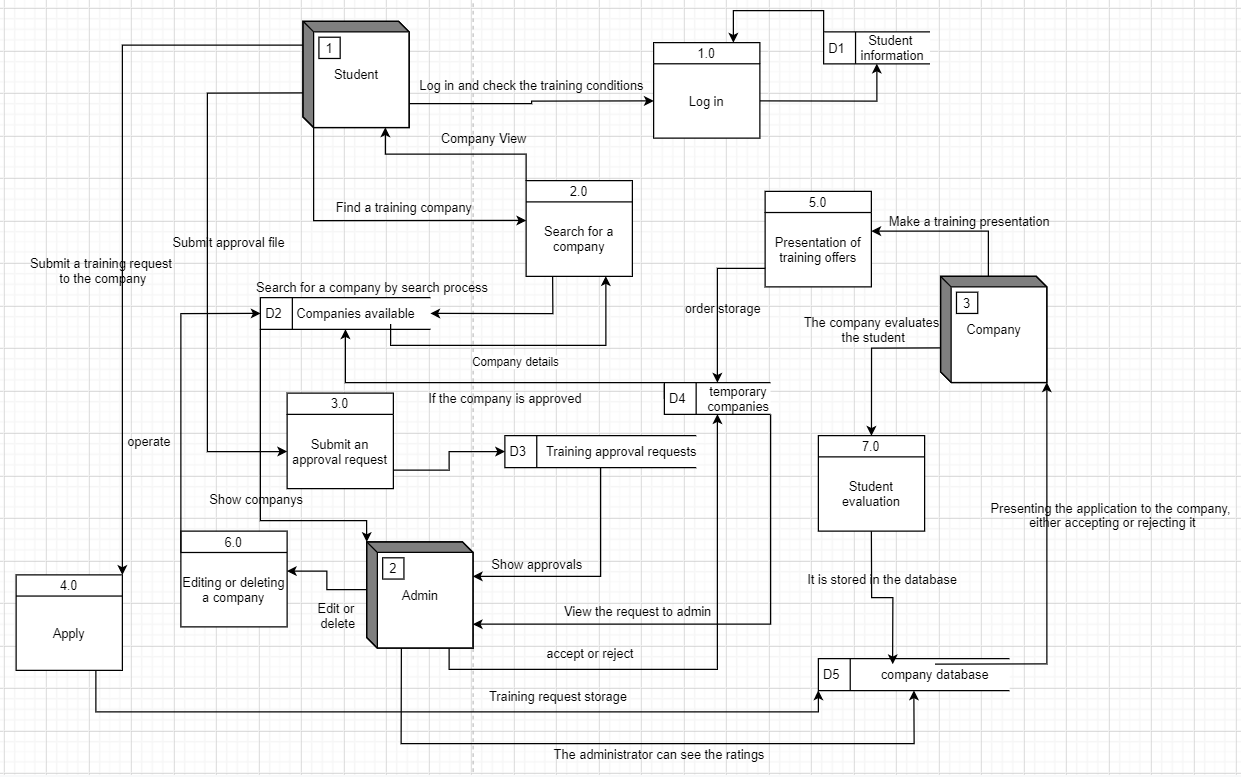 1
Student
1.0
Log in
D1
Student
information
Log in and check the training conditions
Company View
2.0
Search for a
company
Find a training company
5.0
Presentation of
training offers
Make a training presentation
Submit approval file
Submit a training request
to the company
Search for a company by search process
D2
Companies available
order storage
3
Company
The company evaluates
the student
Company details
D4
temporary
companies
If the company is approved
3.0
Submit an
approval request
operate
D3
Training approval requests
7.0
Student
evaluation
Show companys
Presenting the application to the company,
either accepting or rejecting it
6.0
Editing or deleting
a company
2
Admin
Show approvals
4.0
Apply
It is stored in the database
Edit or
delete
View the request to admin
accept or reject
D5
company database
Training request storage
The administrator can see the ratings